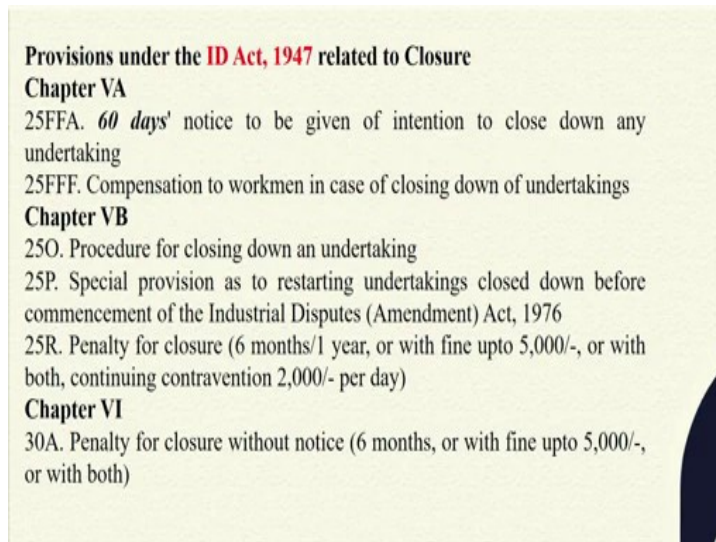 Provisions under the ID Act, 1947 related to Closure
Chapter VA
25FFA. 60 days' notice to be given of intention to close down any
undertaking
25FFF. Compensation to workmen in case of closing down of undertakings
Chapter VB
25O. Procedure for closing down an undertaking
25P. Special provision as to restarting undertakings closed down before
commencement of the Industrial Disputes (Amendment) Act, 1976
25R. Penalty for closure (6 months/1 year, or with fine upto 5,000/-, or with
both, continuing contravention 2,000/- per day)
Chapter VI
30A. Penalty for closure without notice (6 months, or with fine upto 5,000/-,
or with both)